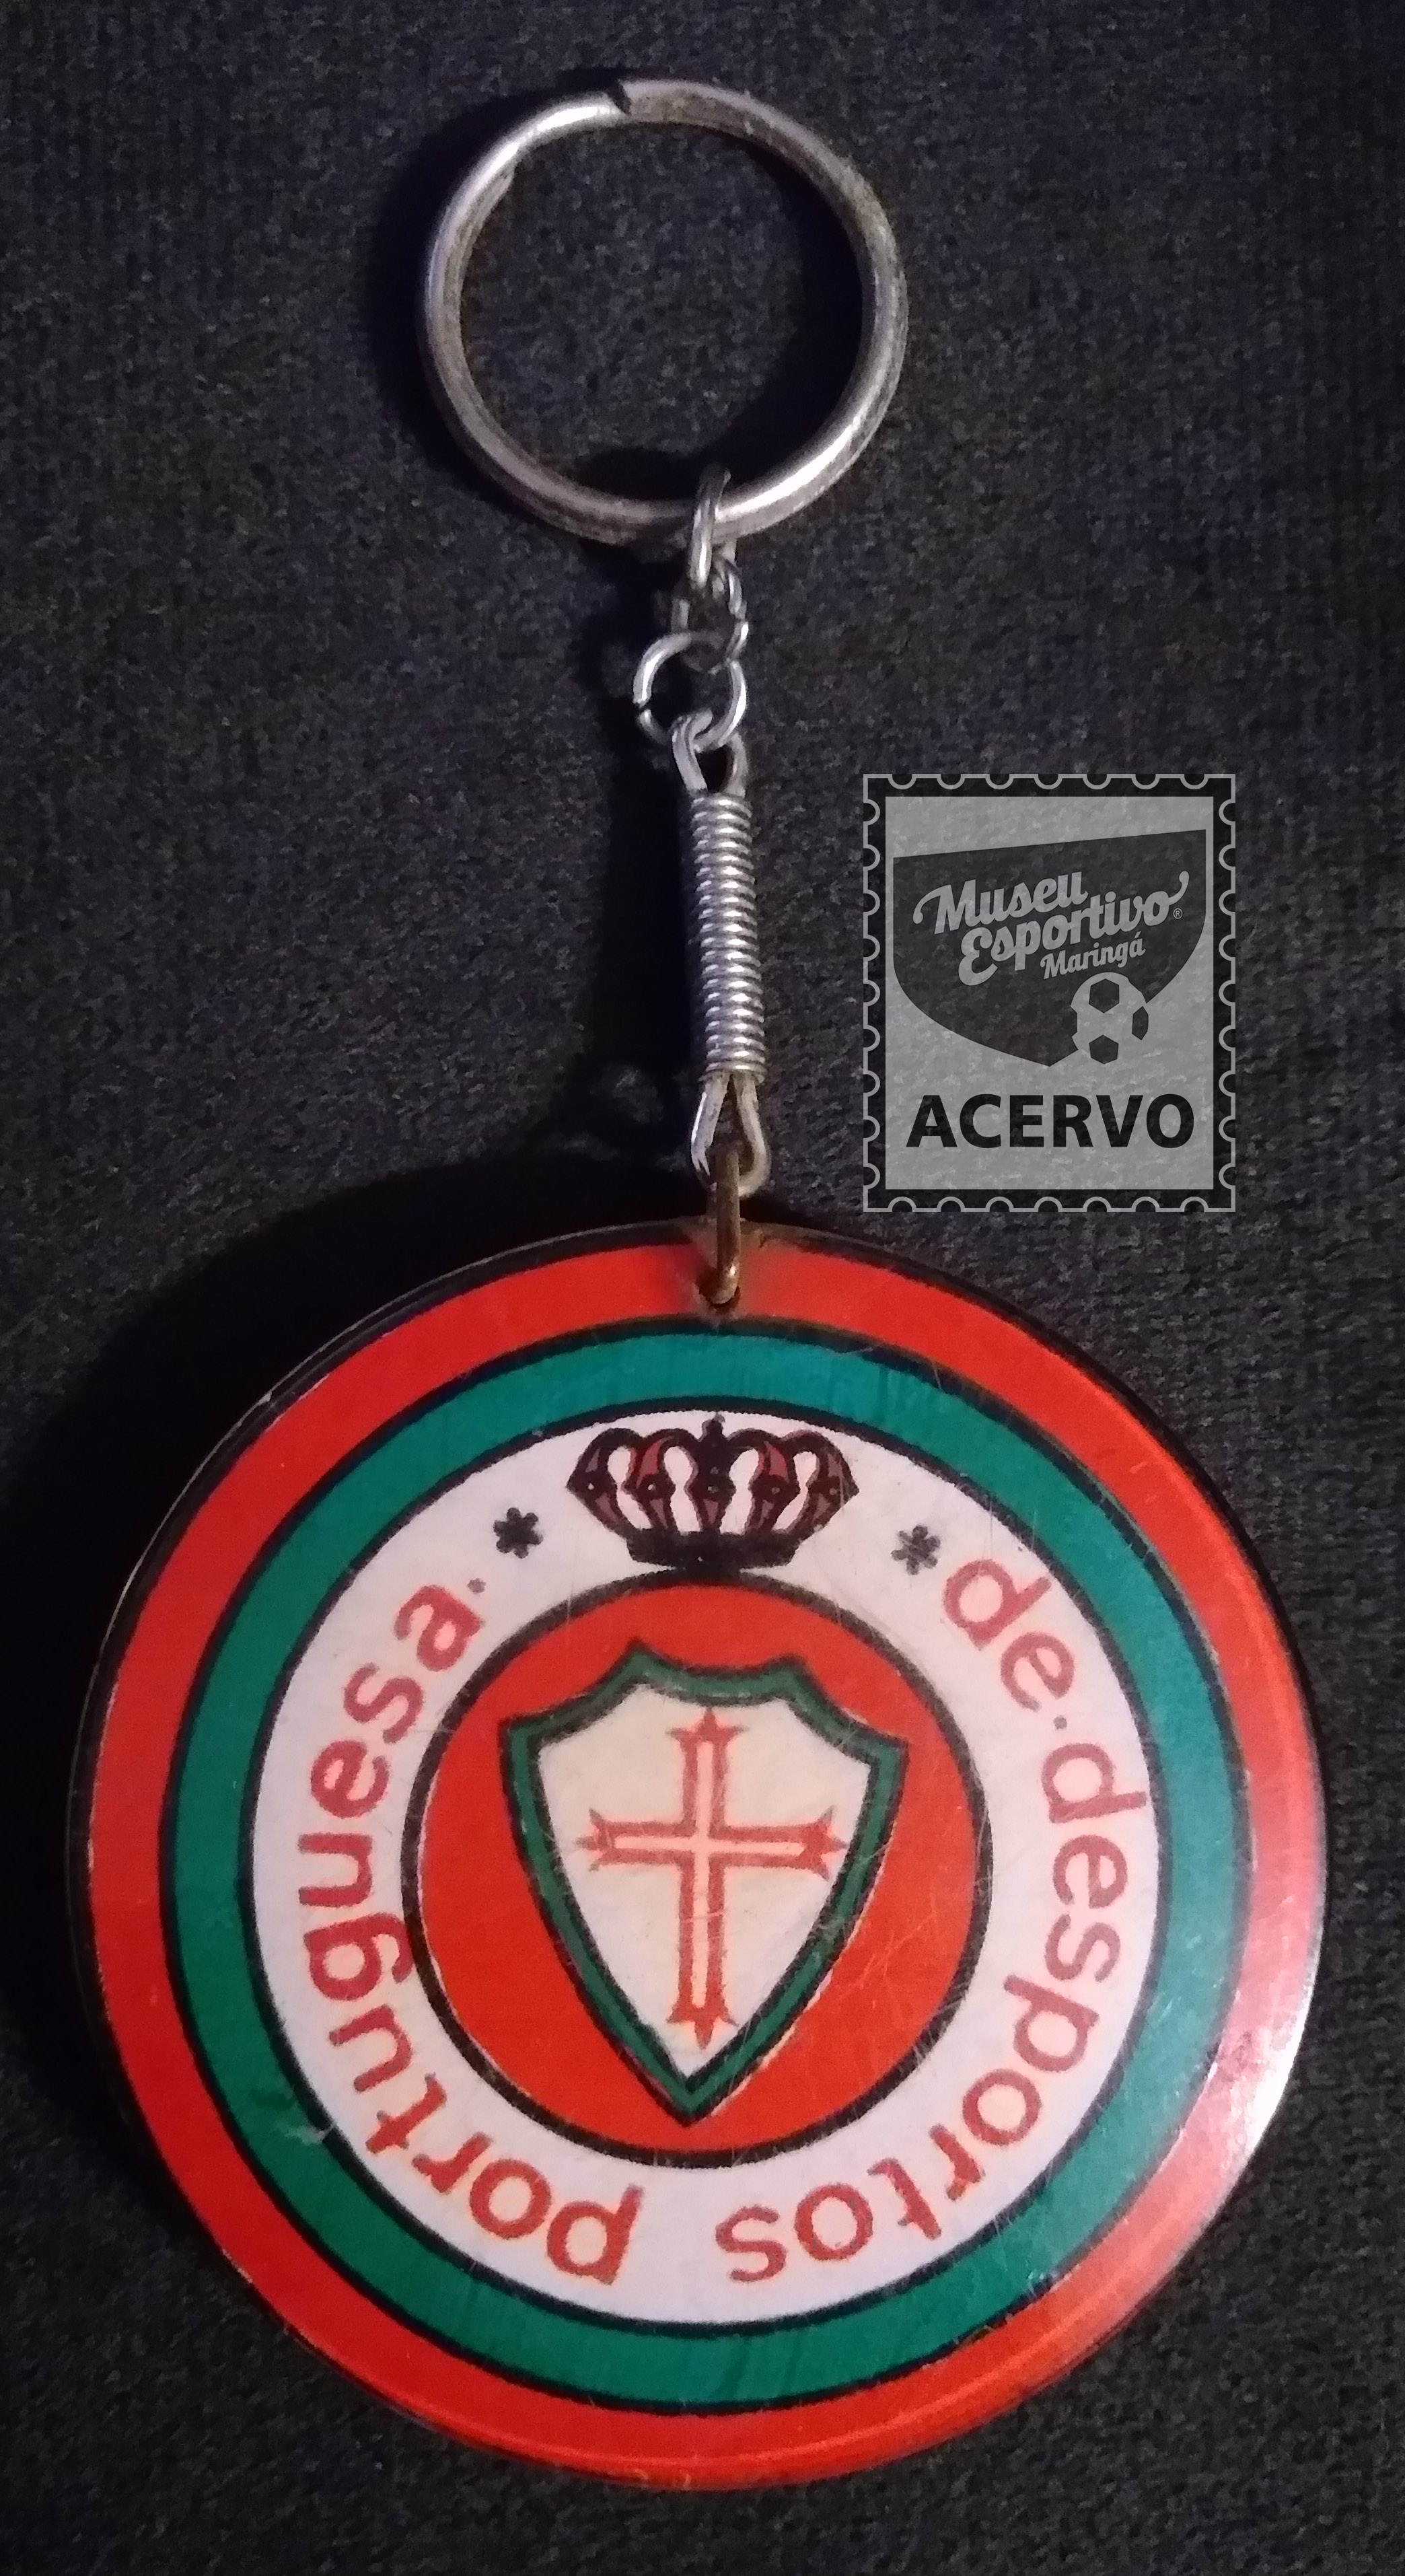 Museu
Esportivo®
Maringá
ACERVO
portuguesa. * * de.desportos